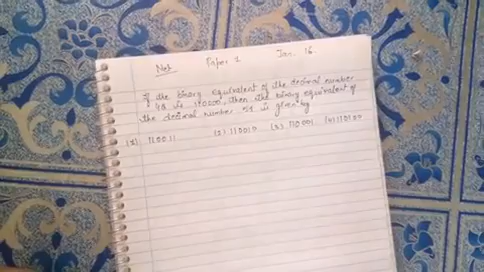 Net Paper 1 Jan. 16
If the binary equivalent of the decimal number
48 is 110000, then the binary equivalent of
the decimal number 51 is given by
(1) 110011 (2) 110010 (3) 110001 (4) 110100